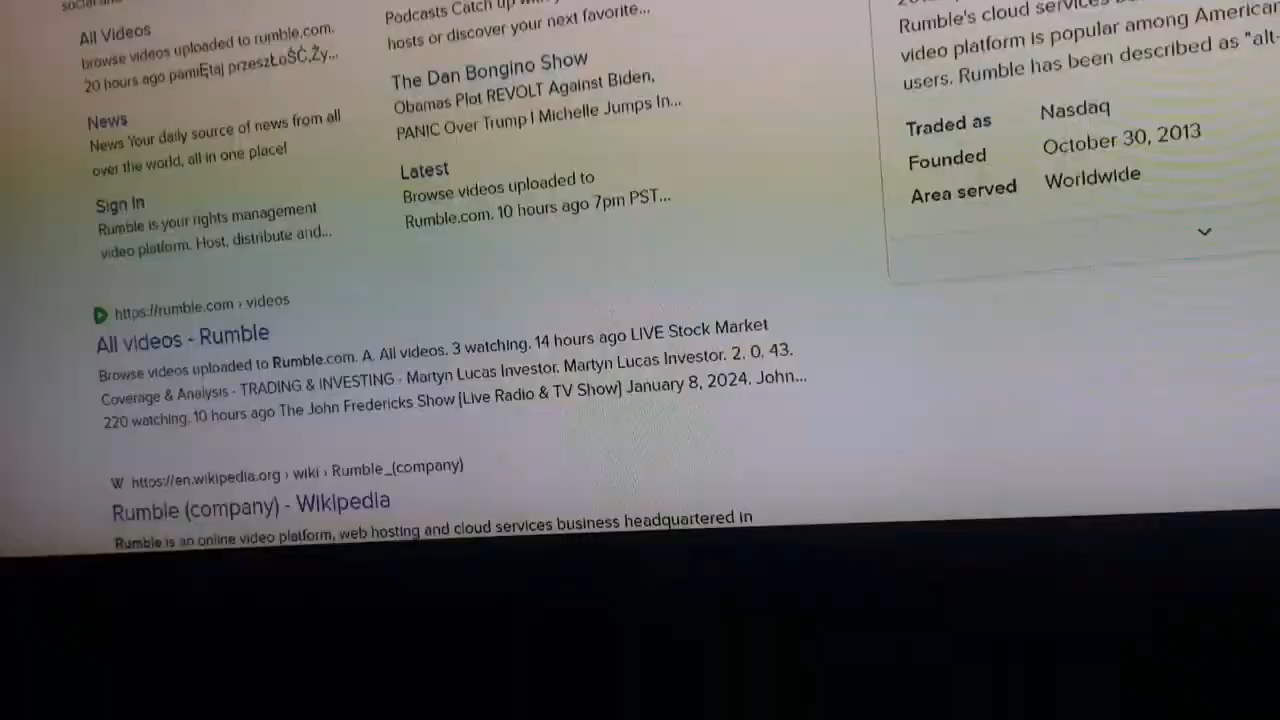 All Videos
browse videos uploaded to rumble.com.
20 hours ago pamiĘtaj przeszŁoŚĆ,Ży...
News
News Your daily source of news from all
over the world, all in one place!
Sign In
Rumble is your rights management
video platform. Host, distribute and...
Podcasts Catch up with
hosts or discover your next favorite...
The Dan Bongino Show
Obamas Plot REVOLT Against Biden,
PANIC Over Trump | Michelle Jumps In...
Latest
Browse videos uploaded to
Rumble.com. 10 hours ago 7pm PST...
Rumble's cloud services
video platform is popular among American
users. Rumble has been described as "alt-
Traded as Nasdaq
Founded October 30, 2013
Area served Worldwide
https://rumble.com › videos
All videos - Rumble
Browse videos uploaded to Rumble.com. A. All videos. 3 watching. 14 hours ago LIVE Stock Market
Coverage & Analysis - TRADING & INVESTING - Martyn Lucas Investor. Martyn Lucas Investor. 2. 0. 43.
220 watching. 10 hours ago The John Fredericks Show [Live Radio & TV Show] January 8, 2024. John...
W https://en.wikipedia.org › wiki › Rumble_(company)
Rumble (company) - Wikipedia
Rumble is an online video platform, web hosting and cloud services business headquartered in